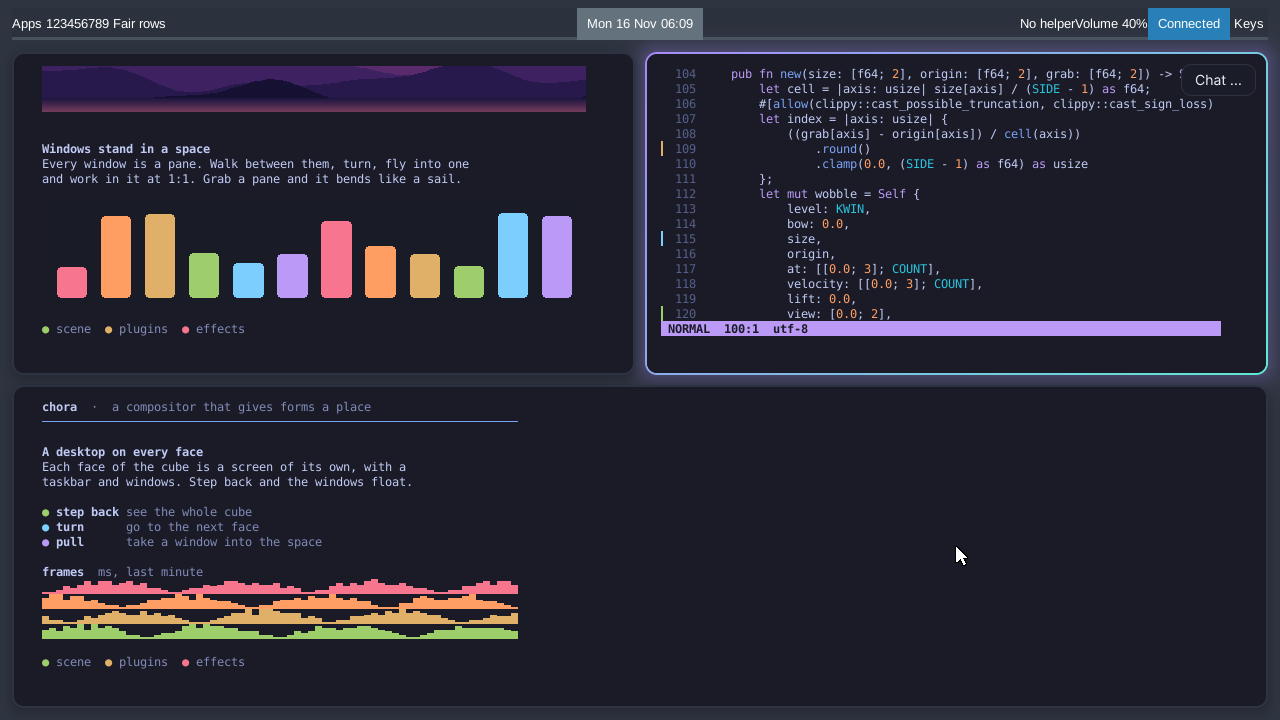 Apps 123456789 Fair rows
Mon 16 Nov 06:09
No helperVolume 40%
Connected
Keys
Windows stand in a space
Every window is a pane. Walk between them, turn, fly into one
and work in it at 1:1. Grab a pane and it bends like a sail.
● scene ● plugins ● effects
104 pub fn new(size: [f64; 2], origin: [f64; 2], grab: [f64; 2]) ->
Chat ...
105 let cell = |axis: usize| size[axis] / (SIDE - 1) as f64;
106 #[allow(clippy::cast_possible_truncation, clippy::cast_sign_loss)
107 let index = |axis: usize| {
108 ((grab[axis] - origin[axis]) / cell(axis))
109 .round()
110 .clamp(0.0, (SIDE - 1) as f64) as usize
111 };
112 let mut wobble = Self {
113 level: KWIN,
114 bow: 0.0,
115 size,
116 origin,
117 at: [[0.0; 3]; COUNT],
118 velocity: [[0.0; 3]; COUNT],
119 lift: 0.0,
120 view: [0.0; 2],
NORMAL 100:1 utf-8
chora · a compositor that gives forms a place
A desktop on every face
Each face of the cube is a screen of its own, with a
taskbar and windows. Step back and the windows float.
● step back see the whole cube
● turn go to the next face
● pull take a window into the space
frames ms, last minute
● scene ● plugins ● effects